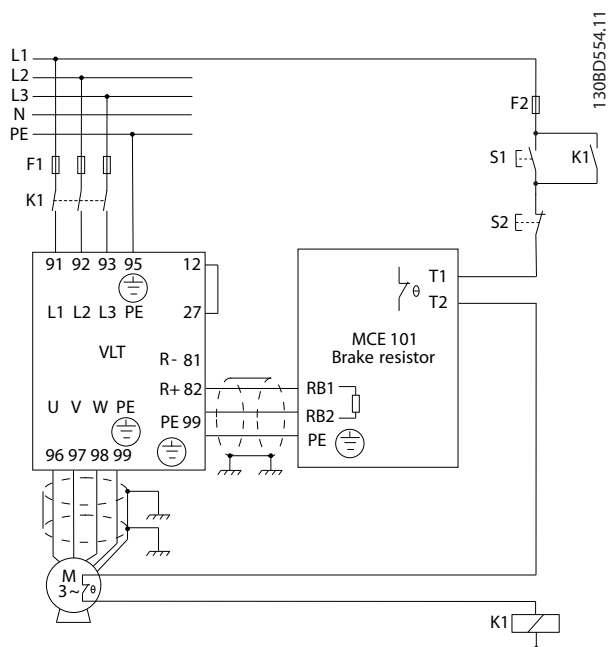 130BD554.11
L1
L2
L3
N
PE
F1
K1
F2
S1
K1
S2
91 92 93 95 12
L1 L2 L3 PE 27
VLT
R- 81
R+ 82
U V W PE
PE 99
96 97 98 99
θ
T1
T2
MCE 101
Brake resistor
RB1
RB2
PE
M
3~
θ
K1